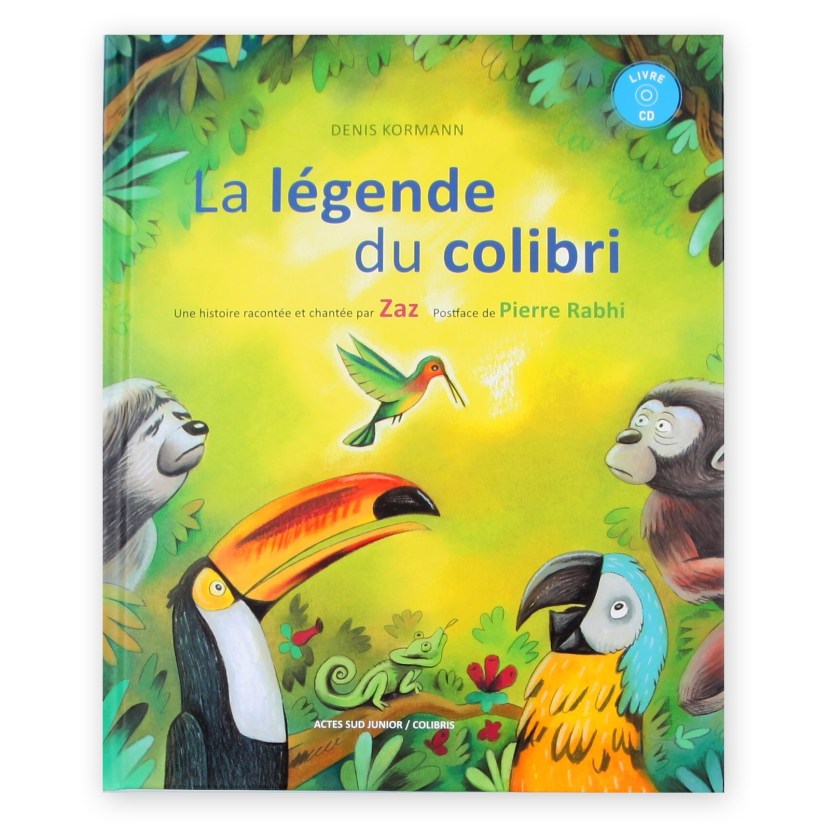 LIVRE
CD
DENIS KORMANN
La légende
du colibri
Une histoire racontée et chantée par Zaz Postface de Pierre Rabhi
ACTES SUD JUNIOR / COLIBRIS